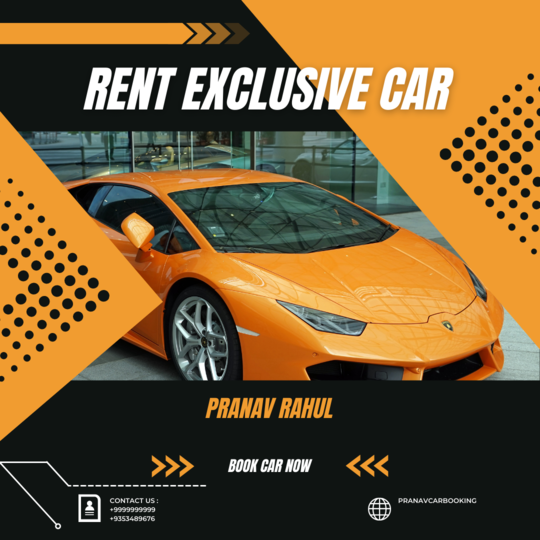 RENT EXCLUSIVE CAR
PRANAV RAHUL
BOOK CAR NOW
CONTACT US :
+9999999999
+9353489676
PRANAVCARBOOKING